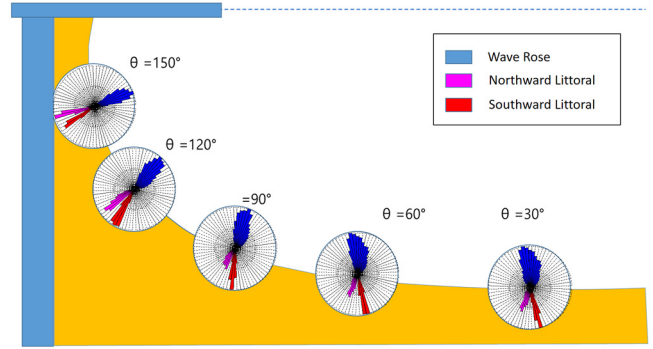 θ =150°
Wave Rose
Northward Littoral
Southward Littoral
θ =120°
=90°
θ =60°
θ =30°